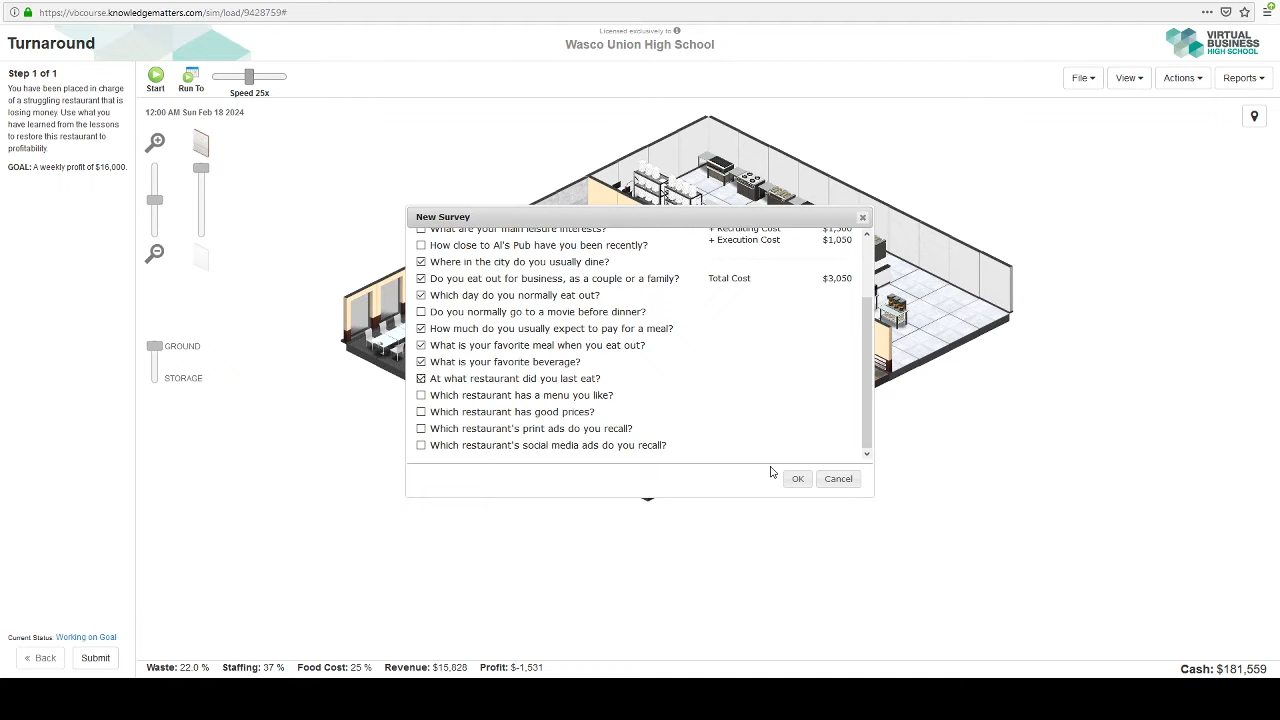 https://vbcourse.knowledgematters.com/sim/load/9428759#
Turnaround
Licensed exclusively to
Wasco Union High School
VIRTUAL
BUSINESS
HIGH SCHOOL
Step 1 of 1
You have been placed in charge
of a struggling restaurant that is
losing money. Use what you
have learned from the lessons
to restore this restaurant to
profitability.
GOAL: A weekly profit of $16,000.
Start
Run To
Speed 25x
File
View
Actions
Reports
12:00 AM Sun Feb 18 2024
GROUND
STORAGE
New Survey
What are your main leisure interests?
+ Recruiting Cost
How close to Al's Pub have you been recently?
+ Execution Cost $1,050
Where in the city do you usually dine?
Do you eat out for business, as a couple or a family?
Total Cost $3,050
Which day do you normally eat out?
Do you normally go to a movie before dinner?
How much do you usually expect to pay for a meal?
What is your favorite meal when you eat out?
What is your favorite beverage?
At what restaurant did you last eat?
Which restaurant has a menu you like?
Which restaurant has good prices?
Which restaurant's print ads do you recall?
Which restaurant's social media ads do you recall?
OK
Cancel
Current Status: Working on Goal
« Back
Submit
Waste: 22.0 % Staffing: 37 % Food Cost: 25 % Revenue: $15,828 Profit: $-1,531
Cash: $181,559